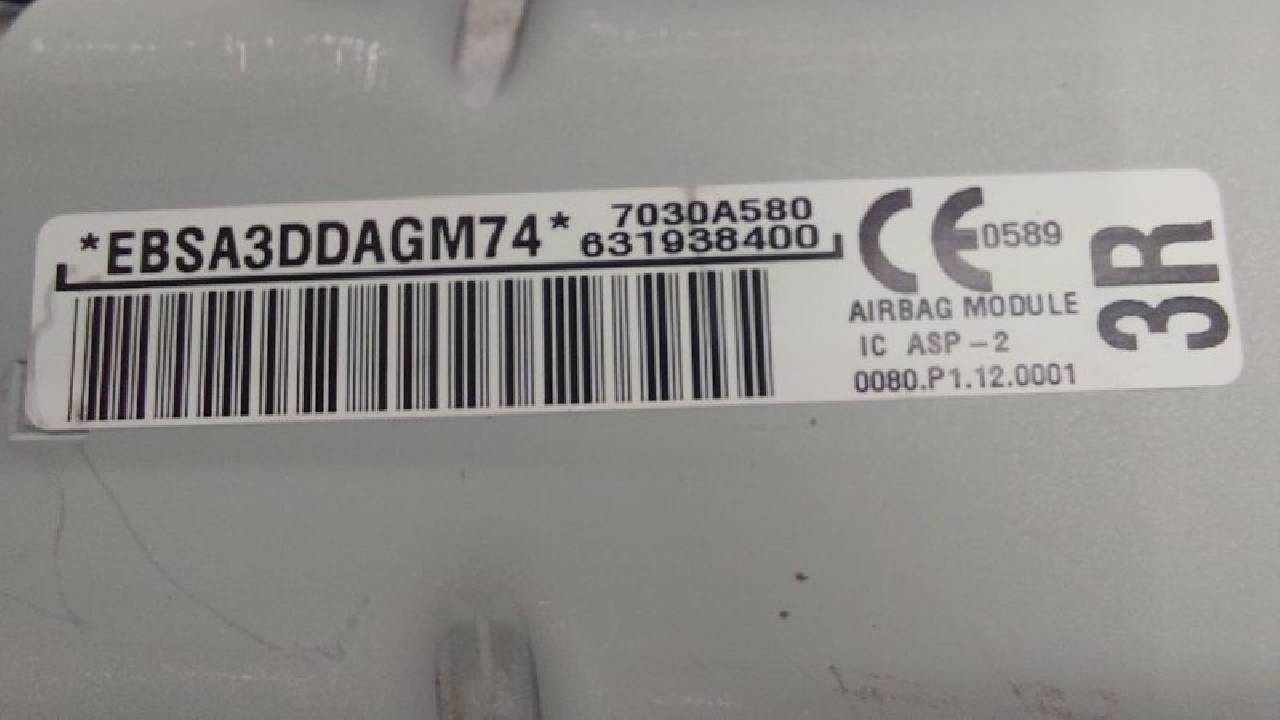 *EBSA3DDAGM74*
7030A580
631938400
CE 0589
AIRBAG MODULE
IC ASP-2
0080.P1.12.0001
3R